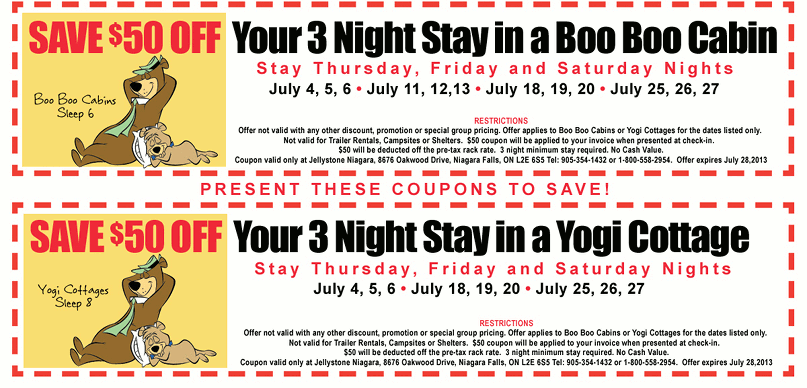 SAVE $50 OFF Your 3 Night Stay in a Boo Boo Cabin
Stay Thursday, Friday and Saturday Nights
July 4, 5, 6 • July 11, 12,13 • July 18, 19, 20 • July 25, 26, 27
Boo Boo Cabins
Sleep 6
RESTRICTIONS
Offer not valid with any other discount, promotion or special group pricing. Offer applies to Boo Boo Cabins or Yogi Cottages for the dates listed only.
Not valid for Trailer Rentals, Campsites or Shelters. $50 coupon will be applied to your invoice when presented at check-in.
$50 will be deducted off the pre-tax rack rate. 3 night minimum stay required. No Cash Value.
Coupon valid only at Jellystone Niagara, 8676 Oakwood Drive, Niagara Falls, ON L2E 6S5 Tel: 905-354-1432 or 1-800-558-2954. Offer expires July 28,2013
PRESENT THESE COUPONS TO SAVE!
SAVE $50 OFF Your 3 Night Stay in a Yogi Cottage
Stay Thursday, Friday and Saturday Nights
July 4, 5, 6 • July 18, 19, 20 • July 25, 26, 27
Yogi Cottages
Sleep 8
RESTRICTIONS
Offer not valid with any other discount, promotion or special group pricing. Offer applies to Boo Boo Cabins or Yogi Cottages for the dates listed only.
Not valid for Trailer Rentals, Campsites or Shelters. $50 coupon will be applied to your invoice when presented at check-in.
$50 will be deducted off the pre-tax rack rate. 3 night minimum stay required. No Cash Value.
Coupon valid only at Jellystone Niagara, 8676 Oakwood Drive, Niagara Falls, ON L2E 6S5 Tel: 905-354-1432 or 1-800-558-2954. Offer expires July 28,2013